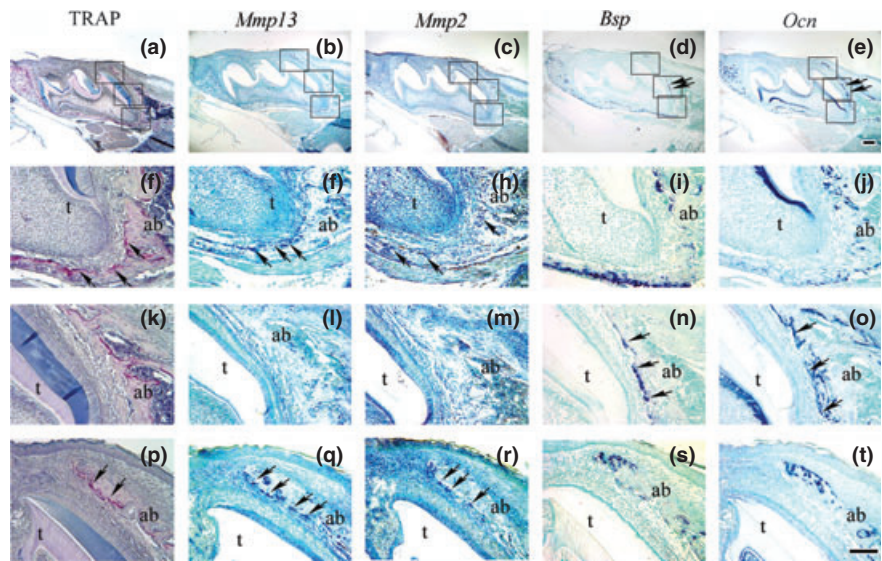 TRAP Mmp13 Mmp2 Bsp Ocn
(a) (b) (c) (d) (e)
(f) (f) (h) (i) (j)
t t ab ab t ab t ab
ab t
(k) (l) (m) (n) (o)
ab ab
t ab t t t ab t ab
(p) (q) (r) (s) (t)
ab ab ab ab ab
t t t t t